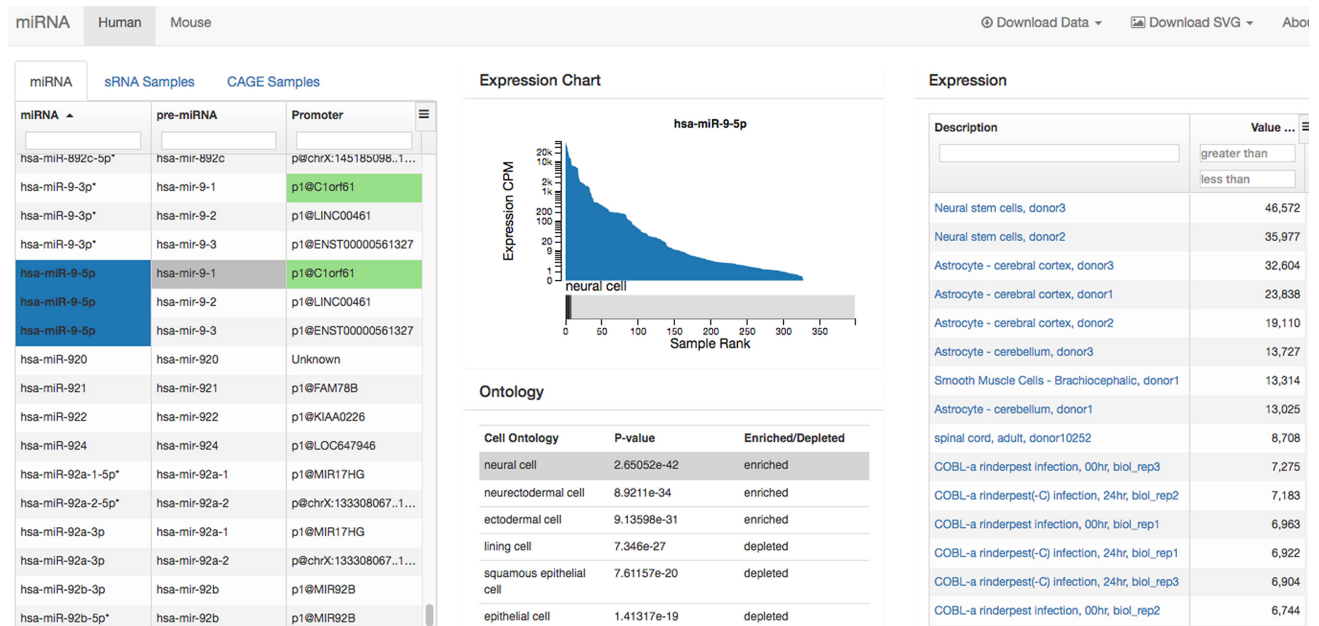 miRNA Human Mouse Download Data Download SVG
miRNA sRNA Samples CAGE Samples
miRNA pre-miRNA Promoter
hsa-miR-892c-5p* hsa-mir-892c p@chrX:145185098..1...
hsa-miR-9-3p* hsa-mir-9-1 p1@C1orf61
hsa-miR-9-3p* hsa-mir-9-2 p1@LINC00461
hsa-miR-9-3p* hsa-mir-9-3 p1@ENST00000561327
hsa-miR-9-5p hsa-mir-9-1 p1@C1orf61
hsa-miR-9-5p hsa-mir-9-2 p1@LINC00461
hsa-miR-9-5p hsa-mir-9-3 p1@ENST00000561327
hsa-miR-920 hsa-mir-920 Unknown
hsa-miR-921 hsa-mir-921 p1@FAM78B
hsa-miR-922 hsa-mir-922 p1@KIAA0226
hsa-miR-924 hsa-mir-924 p1@LOC647946
hsa-miR-92a-1-5p* hsa-mir-92a-1 p1@MIR17HG
hsa-miR-92a-2-5p* hsa-mir-92a-2 p@chrX:133308067..1...
hsa-miR-92a-3p hsa-mir-92a-1 p1@MIR17HG
hsa-miR-92a-3p hsa-mir-92a-2 p@chrX:133308067..1...
hsa-miR-92b-3p hsa-mir-92b p1@MIR92B
hsa-miR-92b-5p* hsa-mir-92b p1@MIR92B
Expression Chart
hsa-miR-9-5p
Expression CPM
20k
10k
2k
1k
200
100
20
9
1
0
neural cell
0 50 100 150 200 250 300 350
Sample Rank
Ontology
Cell Ontology P-value Enriched/Depleted
neural cell 2.65052e-42 enriched
neurectodermal cell 8.9211e-34 enriched
ectodermal cell 9.13598e-31 enriched
lining cell 7.346e-27 depleted
squamous epithelial 7.61157e-20 depleted
cell
epithelial cell 1.41317e-19 depleted
Expression
Description Value ...
greater than
less than
Neural stem cells, donor3 46,572
Neural stem cells, donor2 35,977
Astrocyte - cerebral cortex, donor3 32,604
Astrocyte - cerebral cortex, donor1 23,838
Astrocyte - cerebral cortex, donor2 19,110
Astrocyte - cerebellum, donor3 13,727
Smooth Muscle Cells - Brachiocephalic, donor1 13,314
Astrocyte - cerebellum, donor1 13,025
spinal cord, adult, donor10252 8,708
COBL-a rinderpest infection, 00hr, biol_rep3 7,275
COBL-a rinderpest(-C) infection, 24hr, biol_rep2 7,183
COBL-a rinderpest infection, 00hr, biol_rep1 6,963
COBL-a rinderpest(-C) infection, 24hr, biol_rep1 6,922
COBL-a rinderpest(-C) infection, 24hr, biol_rep3 6,904
COBL-a rinderpest infection, 00hr, biol_rep2 6,744